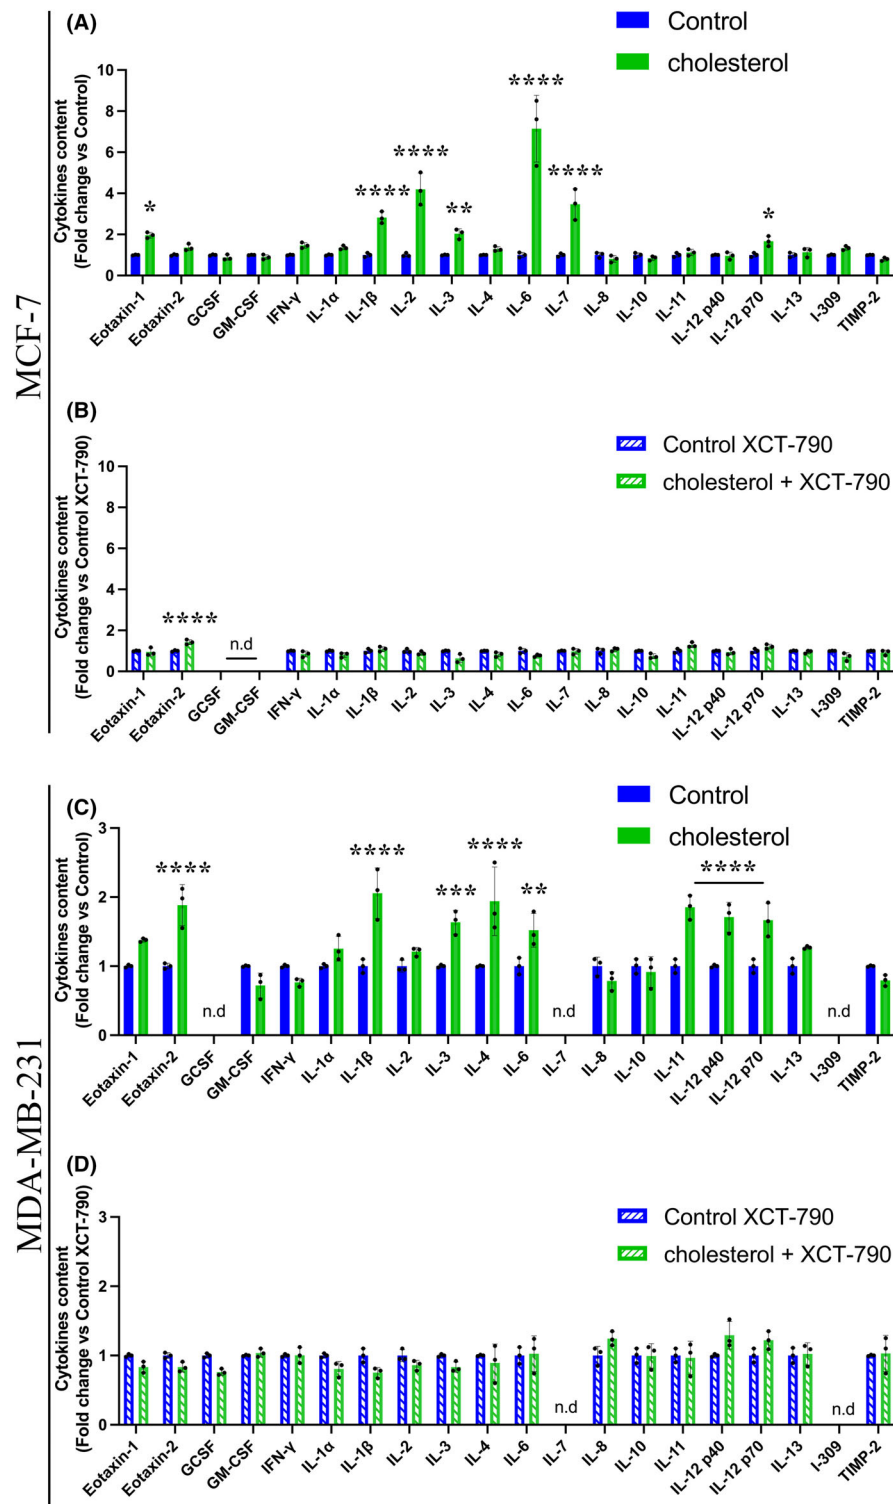 (A)
Control
cholesterol
Cytokines content
(Fold change vs Control)
10
8
6
4
2
0
*
****
****
**
****
****
*
Eotaxin-1
Eotaxin-2
GCSF
GM-CSF
IFN-γ
IL-1α
IL-1β
IL-2
IL-3
IL-4
IL-6
IL-7
IL-8
IL-10
IL-11
IL-12 p40
IL-12 p70
IL-13
I-309
TIMP-2
MCF-7
(B)
Control XCT-790
cholesterol + XCT-790
Cytokines content
(Fold change vs Control XCT-790)
10
8
6
4
2
0
****
n.d
Eotaxin-1
Eotaxin-2
GCSF
GM-CSF
IFN-γ
IL-1α
IL-1β
IL-2
IL-3
IL-4
IL-6
IL-7
IL-8
IL-10
IL-11
IL-12 p40
IL-12 p70
IL-13
I-309
TIMP-2
(C)
Control
cholesterol
Cytokines content
(Fold change vs Control)
3
2
1
0
****
n.d
****
***
****
**
n.d
****
n.d
Eotaxin-1
Eotaxin-2
GCSF
GM-CSF
IFN-γ
IL-1α
IL-1β
IL-2
IL-3
IL-4
IL-6
IL-7
IL-8
IL-10
IL-11
IL-12 p40
IL-12 p70
IL-13
I-309
TIMP-2
MDA-MB-231
(D)
Control XCT-790
cholesterol + XCT-790
Cytokines content
(Fold change vs Control XCT-790)
3
2
1
0
n.d
n.d
Eotaxin-1
Eotaxin-2
GCSF
GM-CSF
IFN-γ
IL-1α
IL-1β
IL-2
IL-3
IL-4
IL-6
IL-7
IL-8
IL-10
IL-11
IL-12 p40
IL-12 p70
IL-13
I-309
TIMP-2